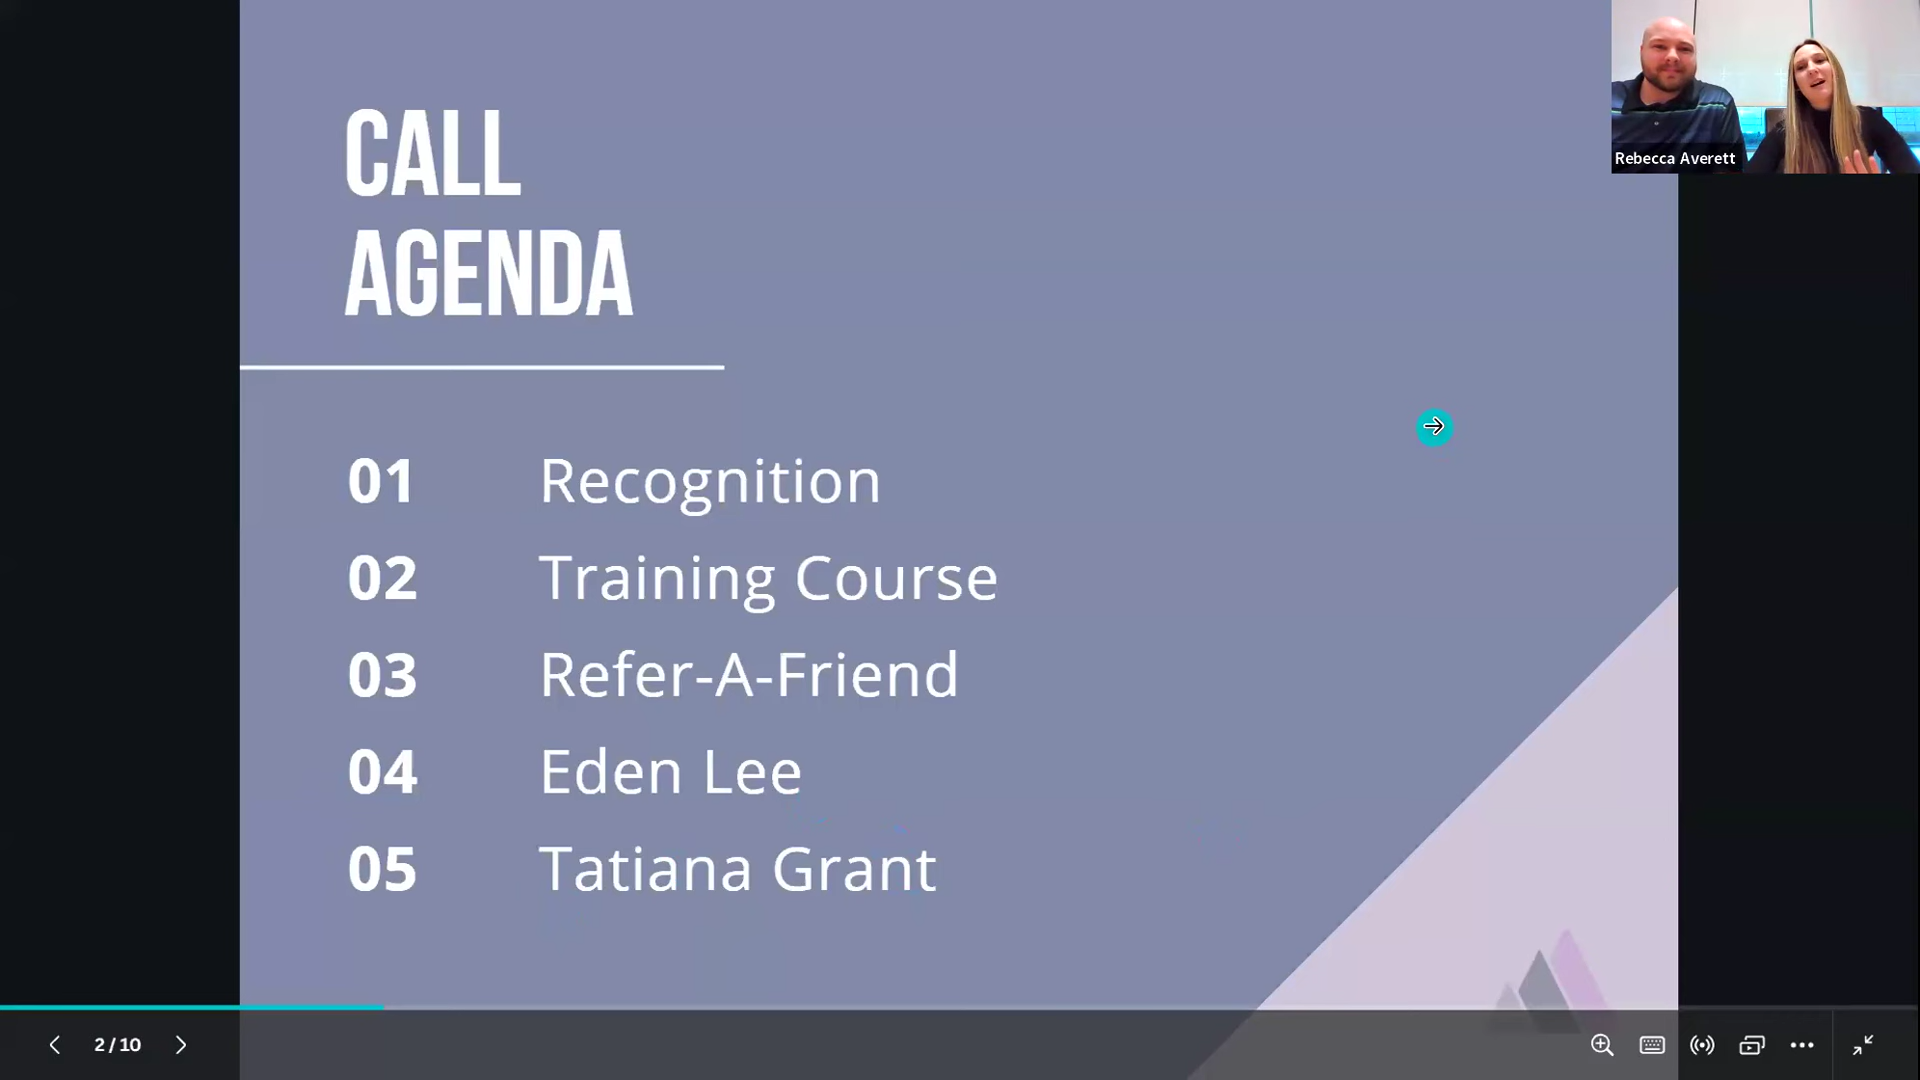 CALL
AGENDA
01 Recognition
02 Training Course
03 Refer-A-Friend
04 Eden Lee
05 Tatiana Grant
Rebecca Averett
2 / 10